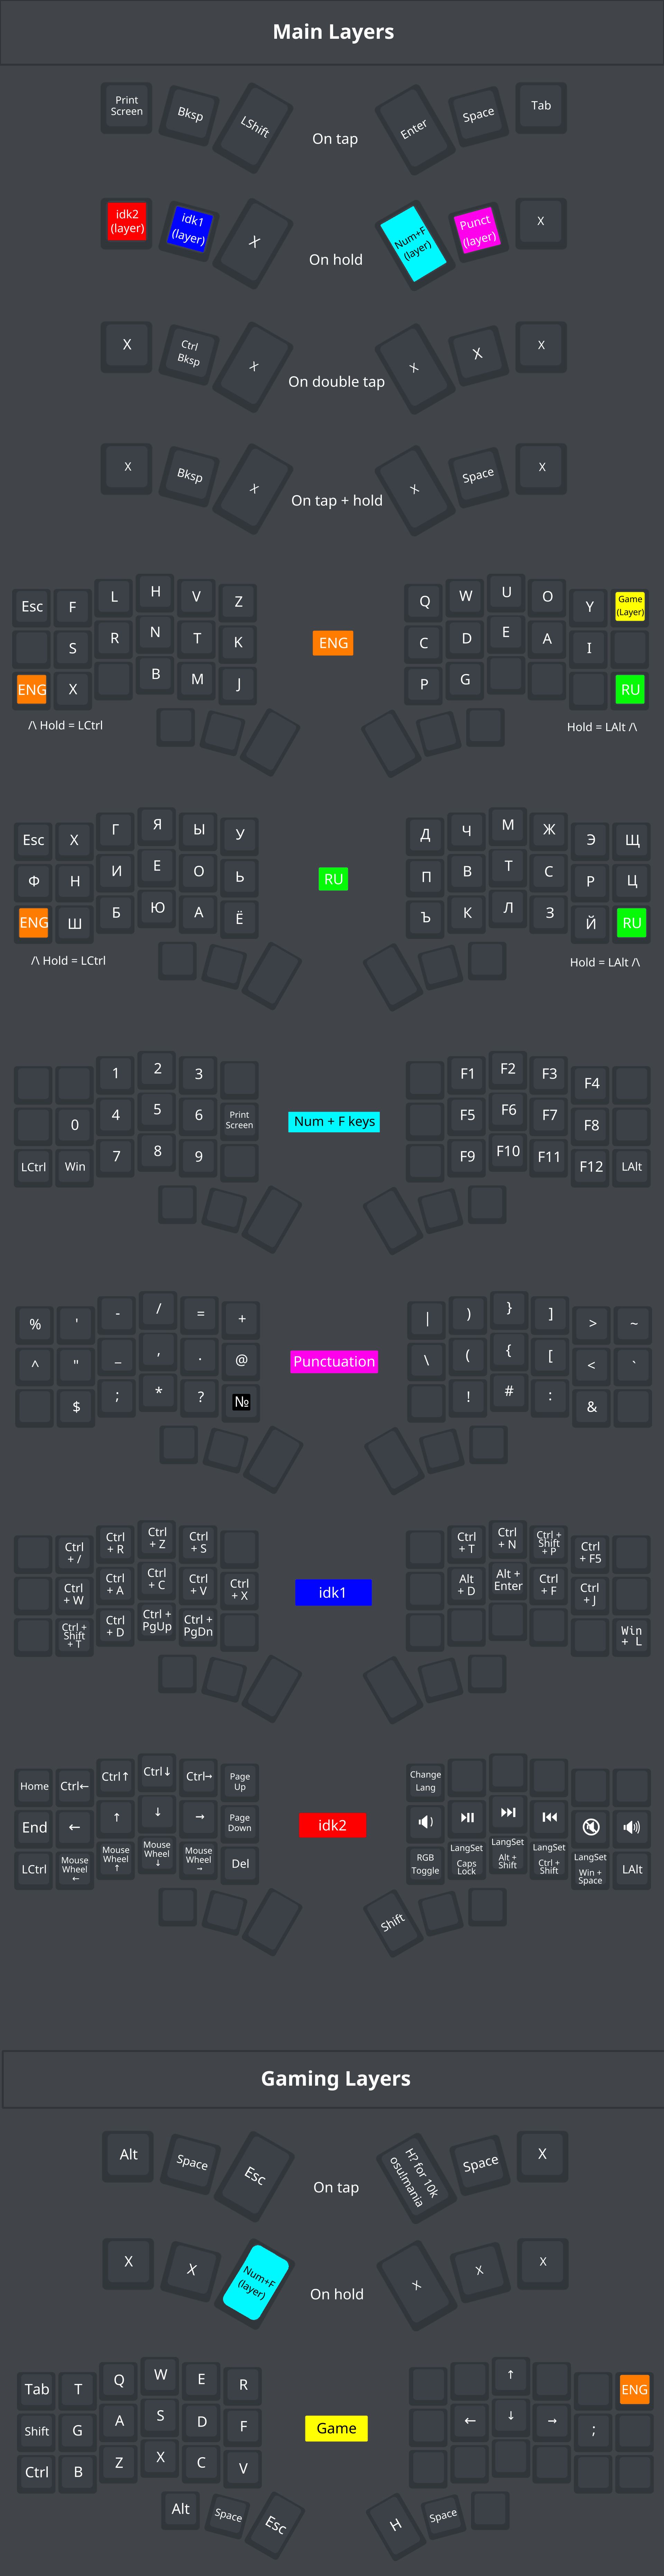 Main Layers
Print
Screen
Bksp
LShift
On tap
Enter
Space
Tab
idk2
(layer)
idk1
(layer)
X
On hold
Num+F
(layer)
Punct
(layer)
X
X
Ctrl
Bksp
X
On double tap
X
X
X
X
Bksp
X
On tap + hold
X
Space
X
Esc F L H V Z
Q W U O Y Game
(Layer)
S R N T K
ENG
C D E A I
ENG X B M J
P G RU
/\ Hold = LCtrl
Hold = LAlt /\
Esc Х Г Я Ы У
Д Ч М Ж Э Щ
Ф Н И Е О Ь
RU
П В Т С Р Ц
ENG Ш Б Ю А Ё
Ъ К Л З Й RU
/\ Hold = LCtrl
Hold = LAlt /\
1 2 3
F1 F2 F3 F4
0 4 5 6 Print
Screen
Num + F keys
F5 F6 F7 F8
LCtrl Win 7 8 9
F9 F10 F11 F12 LAlt
% ' - / = +
| ) } ] > ~
^ " _ , . @
Punctuation
\ ( { [ < `
$ ; * ? №
! # : &
Ctrl
+ /
Ctrl
+ R
Ctrl
+ Z
Ctrl
+ S
Ctrl
+ T
Ctrl
+ N
Ctrl +
Shift
+ P
Ctrl
+ F5
Ctrl
+ W
Ctrl
+ A
Ctrl
+ C
Ctrl
+ V
Ctrl
+ X
idk1
Alt
+ D
Alt +
Enter
Ctrl
+ F
Ctrl
+ J
Ctrl +
Shift
+ T
Ctrl
+ D
Ctrl +
PgUp
Ctrl +
PgDn
Win
+ L
Home Ctrl← Ctrl↑ Ctrl↓ Ctrl→ Page
Up
Change
Lang
End ← ↑ ↓ → Page
Down
idk2
LCtrl
Mouse
Wheel
←
Mouse
Wheel
↑
Mouse
Wheel
↓
Mouse
Wheel
→
Del
RGB
Toggle
LangSet
Caps
Lock
LangSet
Alt +
Shift
LangSet
Ctrl +
Shift
LangSet
Win +
Space
LAlt
Shift
Gaming Layers
Alt
Space
Esc
On tap
H? for 10k
osu!mania
Space
X
X
X
Num+F
(layer)
On hold
X
X
X
Tab T Q W E R
↑ ENG
Shift G A S D F
Game
← ↓ → ;
Ctrl B Z X C V
Alt Space Esc
H Space